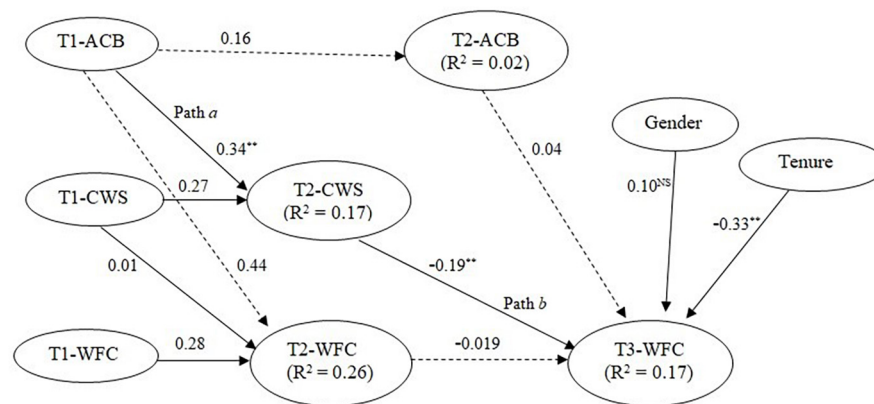 T1-ACB
0.16
T2-ACB
(R² = 0.02)
Path a
Gender
0.04
Tenure
0.34**
T1-CWS
0.27
T2-CWS
(R² = 0.17)
0.10ᴺˢ
-0.33**
0.01
0.44
-0.19**
Path b
T1-WFC
0.28
T2-WFC
(R² = 0.26)
-0.019
T3-WFC
(R² = 0.17)